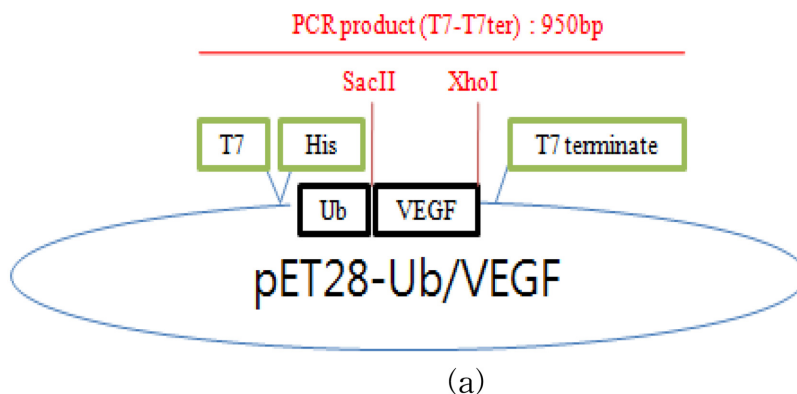 PCR product (T7-T7ter) : 950bp
SacII XhoI
T7 His T7 terminate
Ub VEGF
pET28-Ub/VEGF
(a)